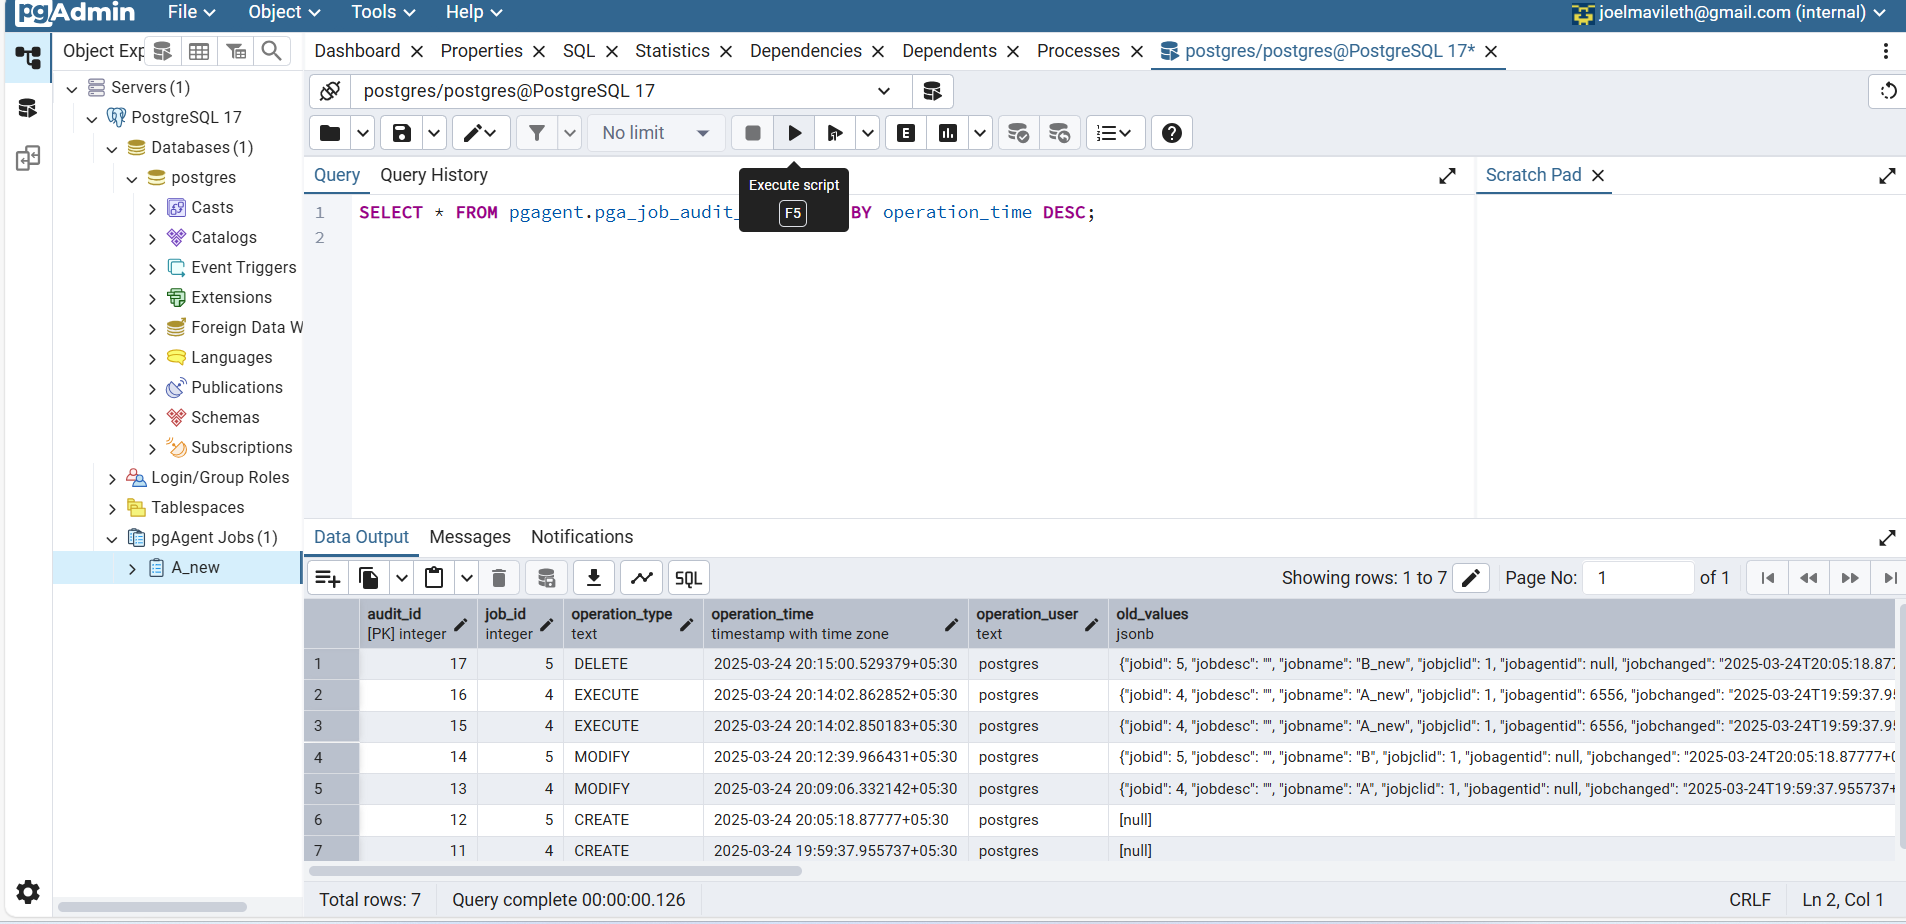 pgAdmin File Object Tools Help joelmavileth@gmail.com (internal)
Object Exp Dashboard Properties SQL Statistics Dependencies Dependents Processes postgres/postgres@PostgreSQL 17*
Servers (1)
PostgreSQL 17
Databases (1)
postgres
Casts
Catalogs
Event Triggers
Extensions
Foreign Data W
Languages
Publications
Schemas
Subscriptions
Login/Group Roles
Tablespaces
pgAgent Jobs (1)
A_new
postgres/postgres@PostgreSQL 17
No limit E
Query Query History Scratch Pad
Execute script
F5
1 SELECT * FROM pgagent.pga_job_audit_ BY operation_time DESC;
2
Data Output Messages Notifications
SQL Showing rows: 1 to 7 Page No: 1 of 1
audit_id job_id operation_type operation_time operation_user old_values
[PK] integer integer text timestamp with time zone text jsonb
1 17 5 DELETE 2025-03-24 20:15:00.529379+05:30 postgres {"jobid": 5, "jobdesc": "", "jobname": "B_new", "jobjclid": 1, "jobagentid": null, "jobchanged": "2025-03-24T20:05:18.877
2 16 4 EXECUTE 2025-03-24 20:14:02.862852+05:30 postgres {"jobid": 4, "jobdesc": "", "jobname": "A_new", "jobjclid": 1, "jobagentid": 6556, "jobchanged": "2025-03-24T19:59:37.95
3 15 4 EXECUTE 2025-03-24 20:14:02.850183+05:30 postgres {"jobid": 4, "jobdesc": "", "jobname": "A_new", "jobjclid": 1, "jobagentid": 6556, "jobchanged": "2025-03-24T19:59:37.95
4 14 5 MODIFY 2025-03-24 20:12:39.966431+05:30 postgres {"jobid": 5, "jobdesc": "", "jobname": "B", "jobjclid": 1, "jobagentid": null, "jobchanged": "2025-03-24T20:05:18.87777+0
5 13 4 MODIFY 2025-03-24 20:09:06.332142+05:30 postgres {"jobid": 4, "jobdesc": "", "jobname": "A", "jobjclid": 1, "jobagentid": null, "jobchanged": "2025-03-24T19:59:37.955737+
6 12 5 CREATE 2025-03-24 20:05:18.87777+05:30 postgres [null]
7 11 4 CREATE 2025-03-24 19:59:37.955737+05:30 postgres [null]
Total rows: 7 Query complete 00:00:00.126 CRLF Ln 2, Col 1